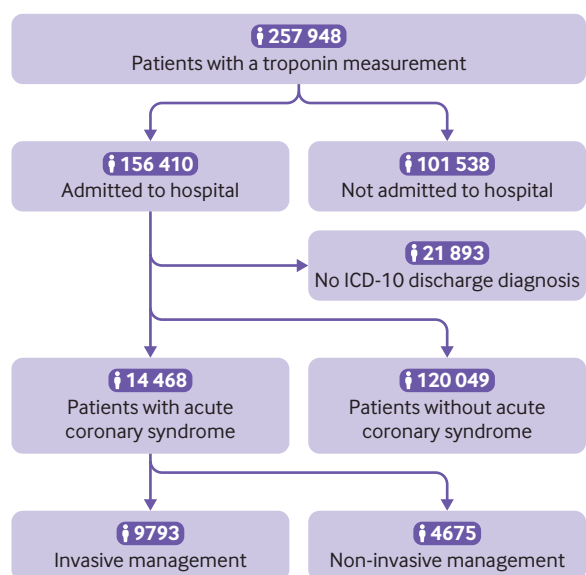 257 948
Patients with a troponin measurement
156 410
Admitted to hospital
101 538
Not admitted to hospital
21 893
No ICD-10 discharge diagnosis
14 468
Patients with acute
coronary syndrome
120 049
Patients without acute
coronary syndrome
9793
Invasive management
4675
Non-invasive management